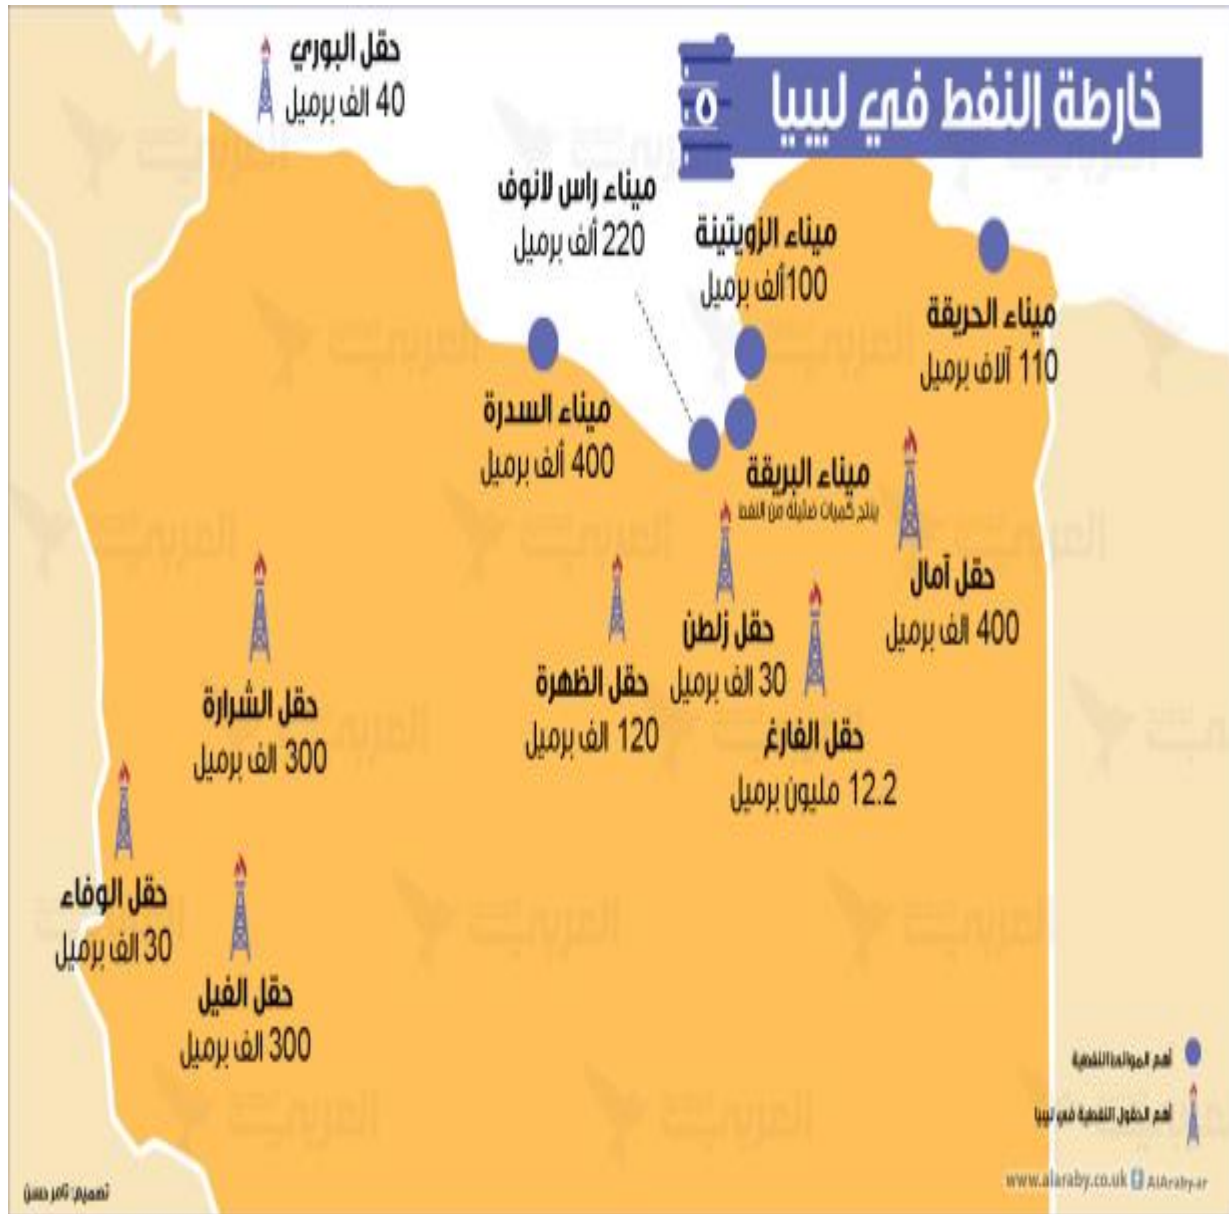 خارطة النفط في ليبيا
حقل البوري
40 الف برميل
ميناء راس لانوف
220 ألف برميل
ميناء الزويتينة
100ألف برميل
ميناء الحريقة
110 آلاف برميل
ميناء السدرة
400 ألف برميل
ميناء البريقة
ينتج كميات ضئيلة من النفط
حقل آمال
400 الف برميل
حقل زلطن
30 الف برميل
حقل الظهرة
120 الف برميل
حقل الفارغ
12.2 مليون برميل
حقل الشرارة
300 الف برميل
حقل الوفاء
30 الف برميل
حقل الفيل
300 الف برميل
أهم الموانئ النفطية
أهم الحقول النفطية في ليبيا
www.alaraby.co.uk AlAraby-ar
تصميم: تامر حسن
العربي